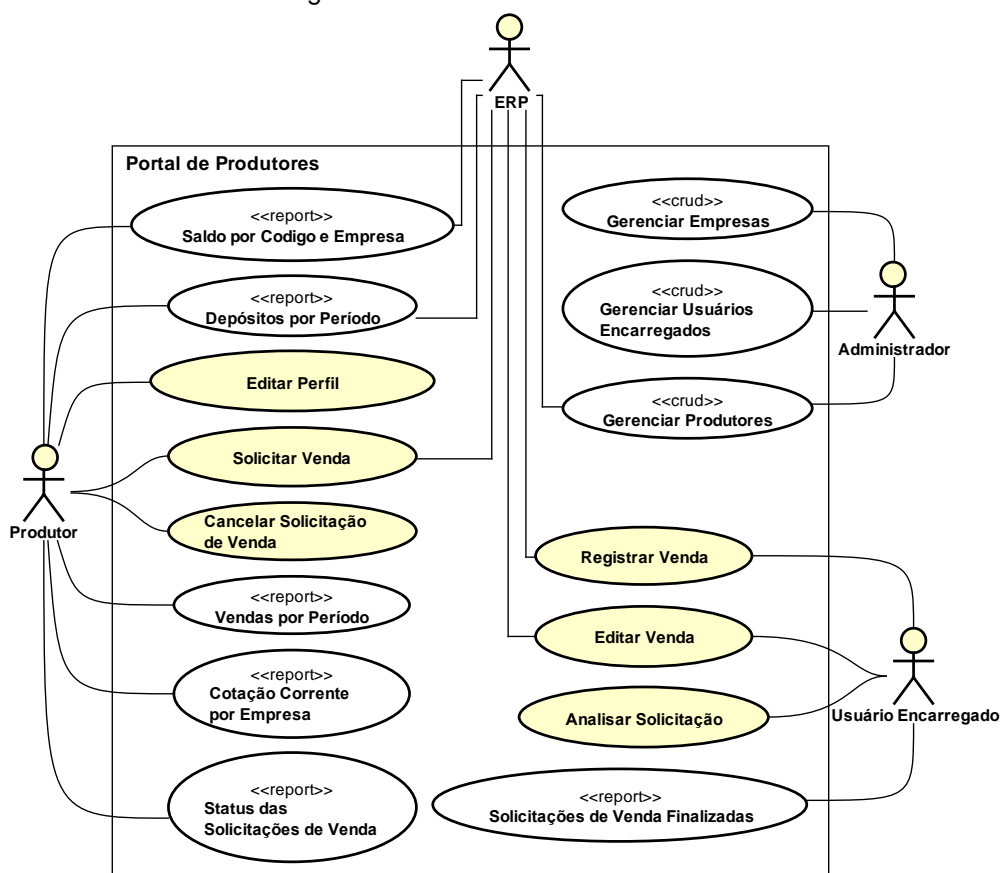 ERP
Portal de Produtores
<<report>>
Saldo por Codigo e Empresa
<<report>>
Depósitos por Período
Editar Perfil
Solicitar Venda
Cancelar Solicitação
de Venda
<<report>>
Vendas por Período
<<report>>
Cotação Corrente
por Empresa
<<report>>
Status das
Solicitações de Venda
Produtor
<<crud>>
Gerenciar Empresas
<<crud>>
Gerenciar Usuários
Encarregados
<<crud>>
Gerenciar Produtores
Administrador
Registrar Venda
Editar Venda
Analisar Solicitação
<<report>>
Solicitações de Venda Finalizadas
Usuário Encarregado